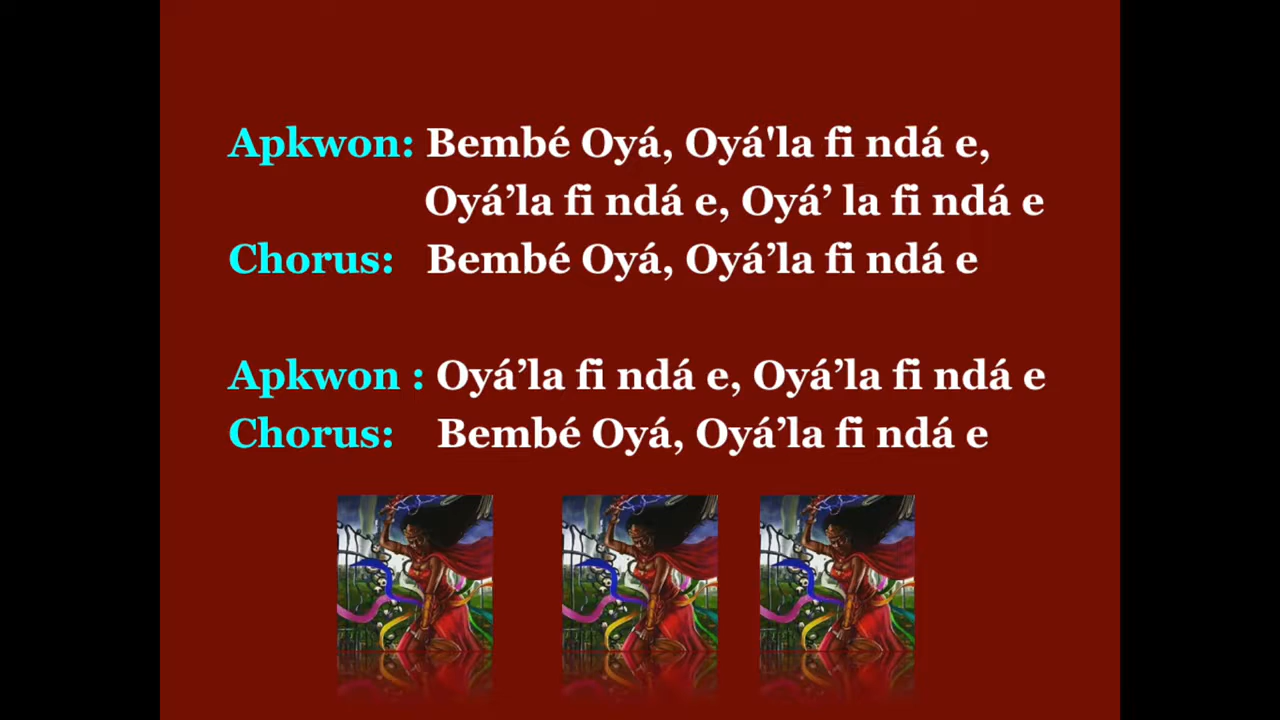 Apkwon: Bembé Oyá, Oyá'la fi ndá e,
Oyá’la fi ndá e, Oyá’ la fi ndá e
Chorus: Bembé Oyá, Oyá’la fi ndá e
Apkwon : Oyá’la fi ndá e, Oyá’la fi ndá e
Chorus: Bembé Oyá, Oyá’la fi ndá e